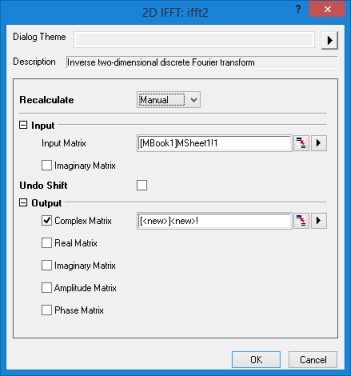 2D IFFT: ifft2 ?
Dialog Theme
Description Inverse two-dimensional discrete Fourier transform
Recalculate Manual
Input
Input Matrix [MBook1]MSheet1!1
Imaginary Matrix
Undo Shift
Output
Complex Matrix [<new>]<new>!
Real Matrix
Imaginary Matrix
Amplitude Matrix
Phase Matrix
OK Cancel